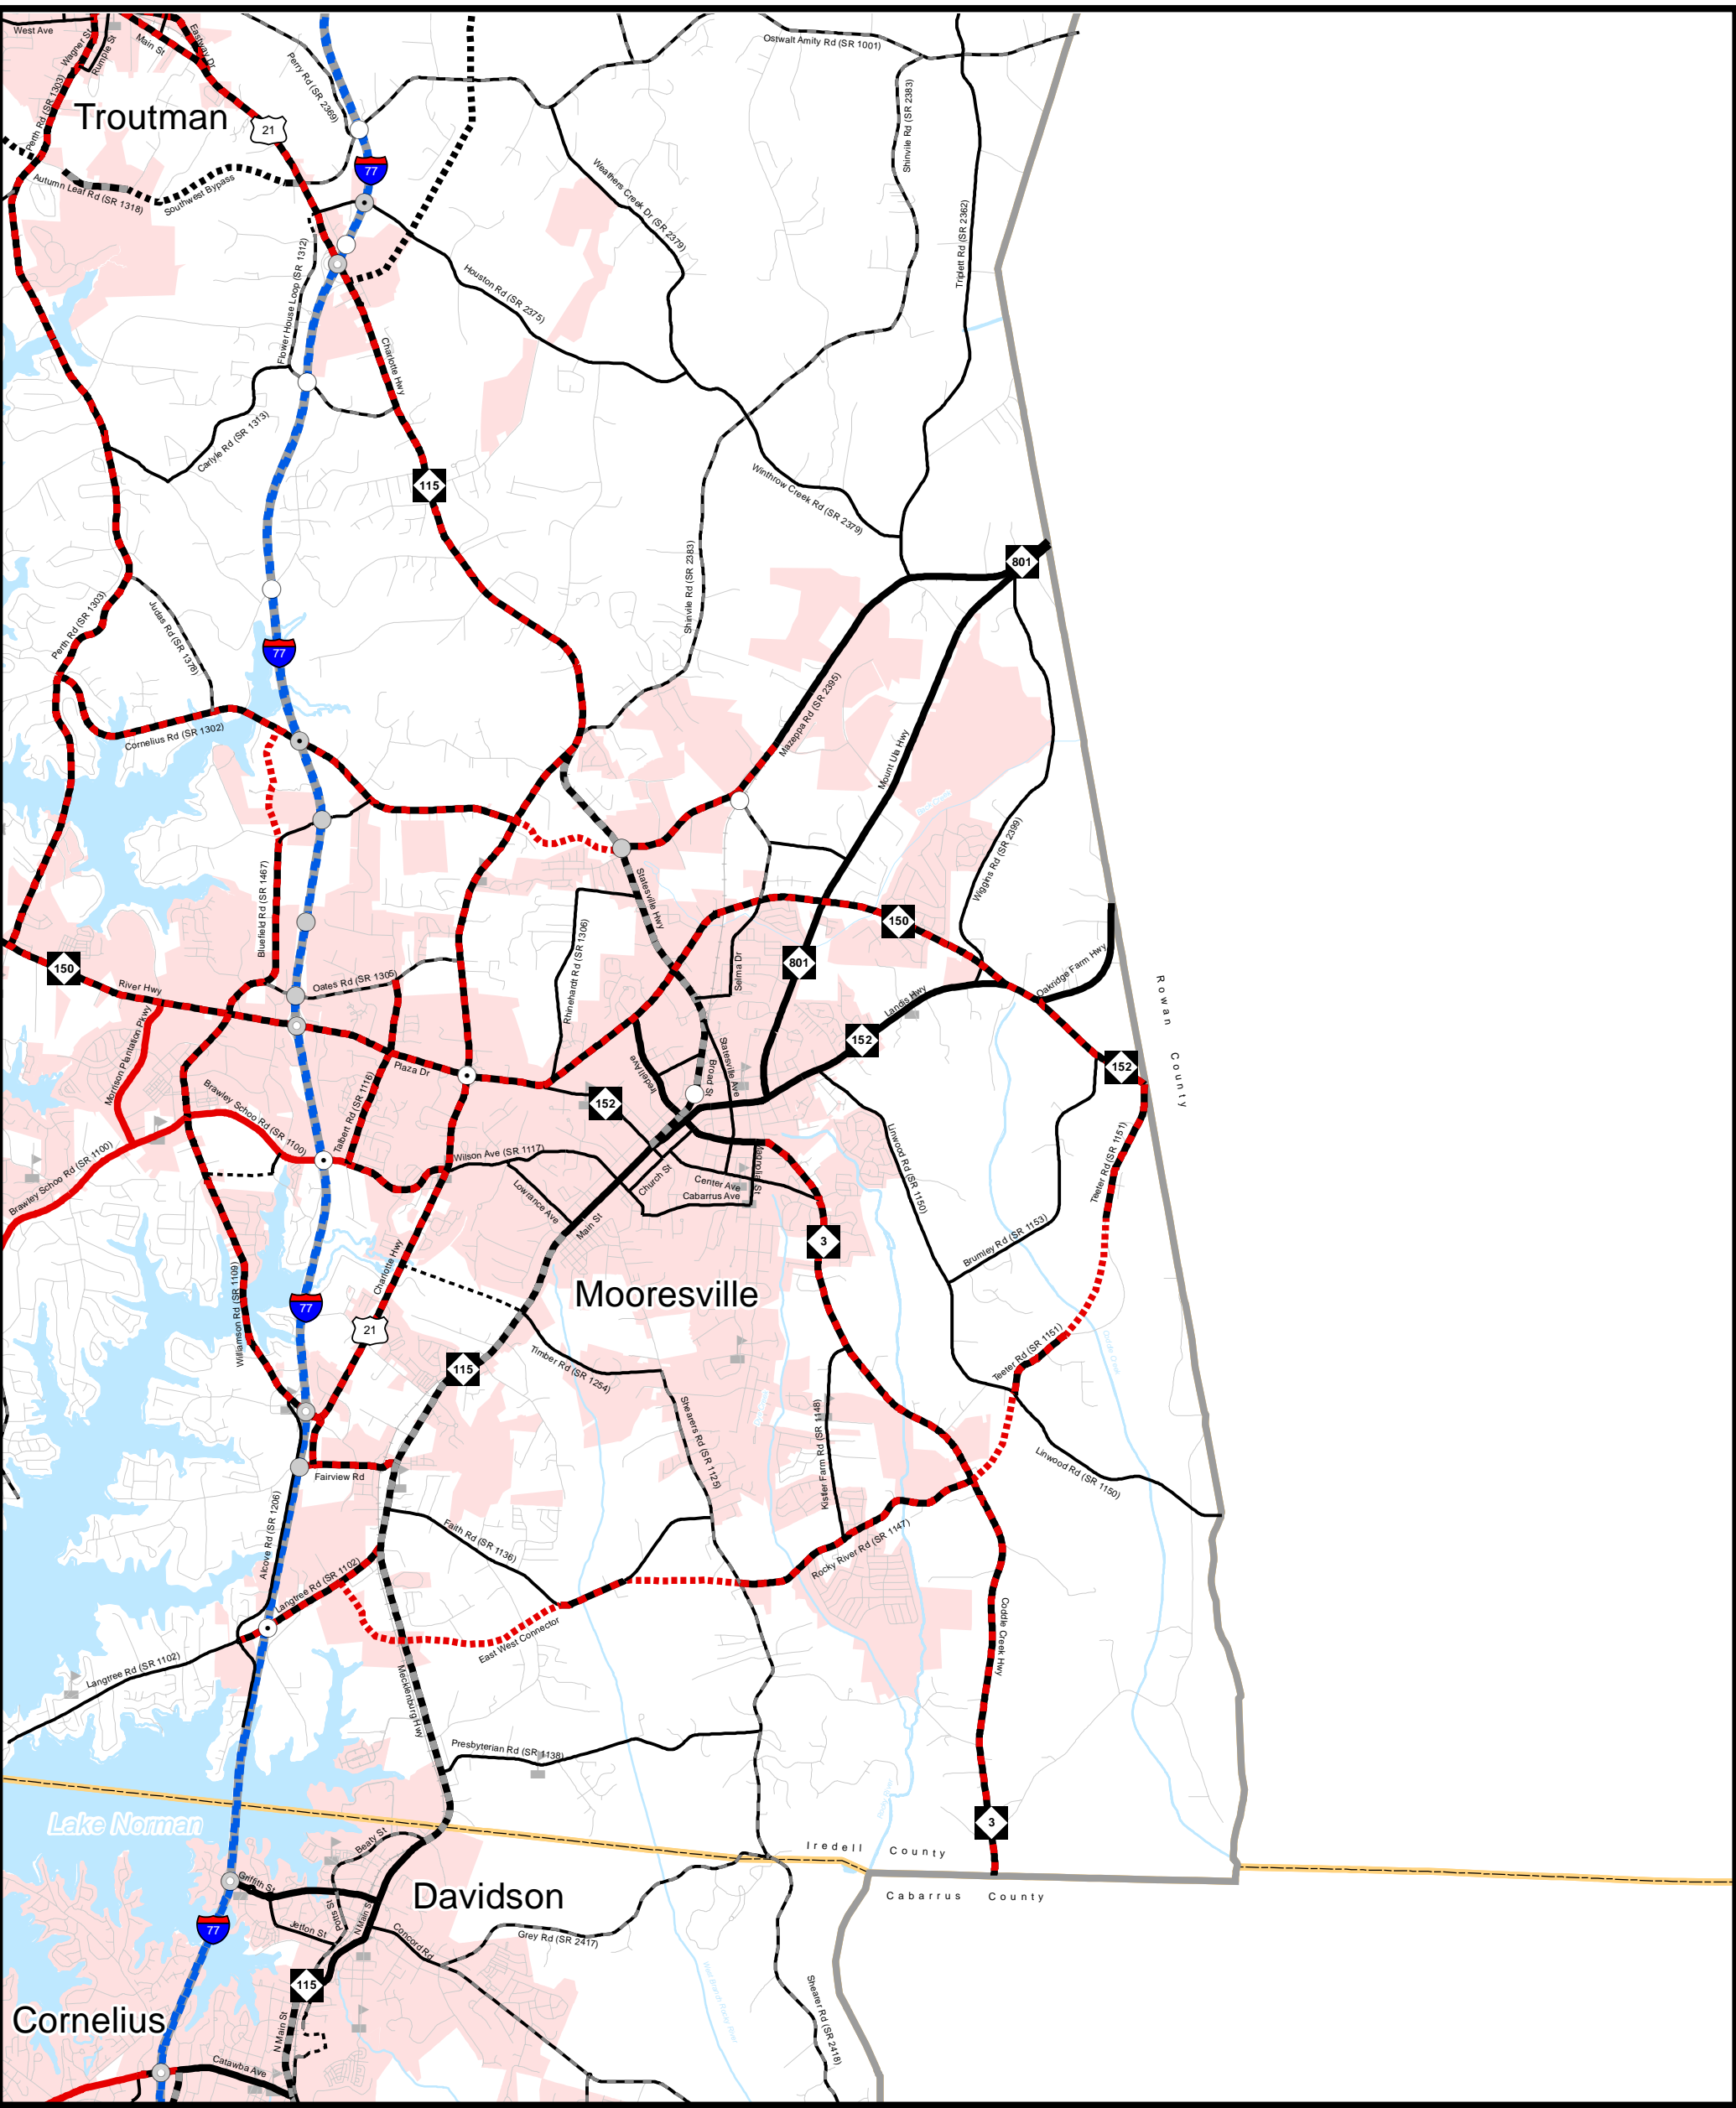 West Ave
Wagner St
Rumple St
Main St
Eastway Dr
Perry Rd (SR 2369)
Ostwalt Amity Rd (SR 1001)
Perth Rd (SR 1303)
Troutman
21
77
Shinville Rd (SR 2383)
Autumn Leaf Rd (SR 1318)
Southwest Bypass
Weathers Creek Dr (SR 2379)
Triplett Rd (SR 2362)
Flower House Loop (SR 1312)
Houston Rd (SR 2375)
Charlotte Hwy
Carlyle Rd (SR 1313)
115
Winthrow Creek Rd (SR 2379)
801
Shinvile Rd (SR 2383)
Perth Rd (SR 1303)
Judas Rd (SR 1378)
77
Cornelius Rd (SR 1302)
Mazeppa Rd (SR 2395)
Mount Ula Hwy
Wiggins Rd (SR 2399)
Bluefield Rd (SR 1467)
Statesville Hwy
Rhinehardt Rd (SR 1306)
150
150
801
River Hwy
Oates Rd (SR 1305)
Selma Dr
Oakridge Farm Hwy
Landis Hwy
Rowan County
Morrison Plantation Pkwy
152
152
Plaza Dr
Iredell Ave
Broad St
Statesville Ave
152
Brawley Schoo Rd (SR 1100)
Talbert Rd (SR 1116)
Brawley Schoo Rd (SR 1100)
Wilson Ave (SR 1117)
Lowrance Ave
Church St
Center Ave
Cabarrus Ave
Magnolia St
Main St
Linwood Rd (SR 1150)
Teeter Rd (SR 1151)
Brumley Rd (SR 1153)
3
Charlotte Hwy
Williamson Rd (SR 1109)
77
21
Mooresville
115
Timber Rd (SR 1254)
Teeter Rd (SR 1151)
Shearers Rd (SR 1125)
Kistler Farm Rd (SR 1148)
Linwood Rd (SR 1150)
Fairview Rd
Alcove Rd (SR 1206)
Faith Rd (SR 1136)
Rocky River Rd (SR 1147)
Langtree Rd (SR 1102)
East West Connector
Coddle Creek Hwy
Langtree Rd (SR 1102)
Mecklenburg Hwy
Presbyterian Rd (SR 1138)
Lake Norman
3
Iredell County
Cabarrus County
Beaty St
Griffith St
Potts St
N Main St
Jetton St
Davidson
Concord Rd
Grey Rd (SR 2417)
77
115
Shearer Rd (SR 2418)
Cornelius
N Main St
Catawba Ave